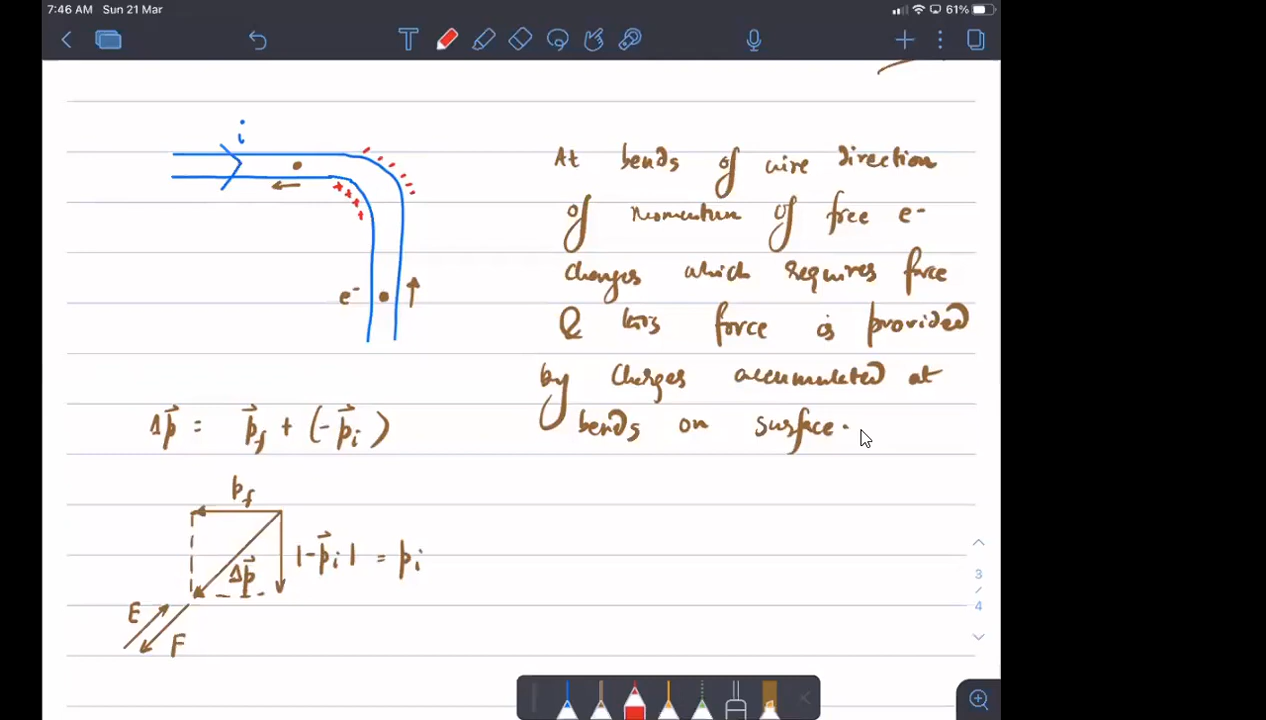 7:46 AM Sun 21 Mar
61%
T
i
At bends of wire direction
of momentum of free e-
changes which requires force
e-
& this force is provided
by charges accumulated at
bends on surface.
Δp⃗ = p⃗f + (-p⃗i)
pf
|-p⃗i| = pi
Δp⃗
E
F
3
/
4